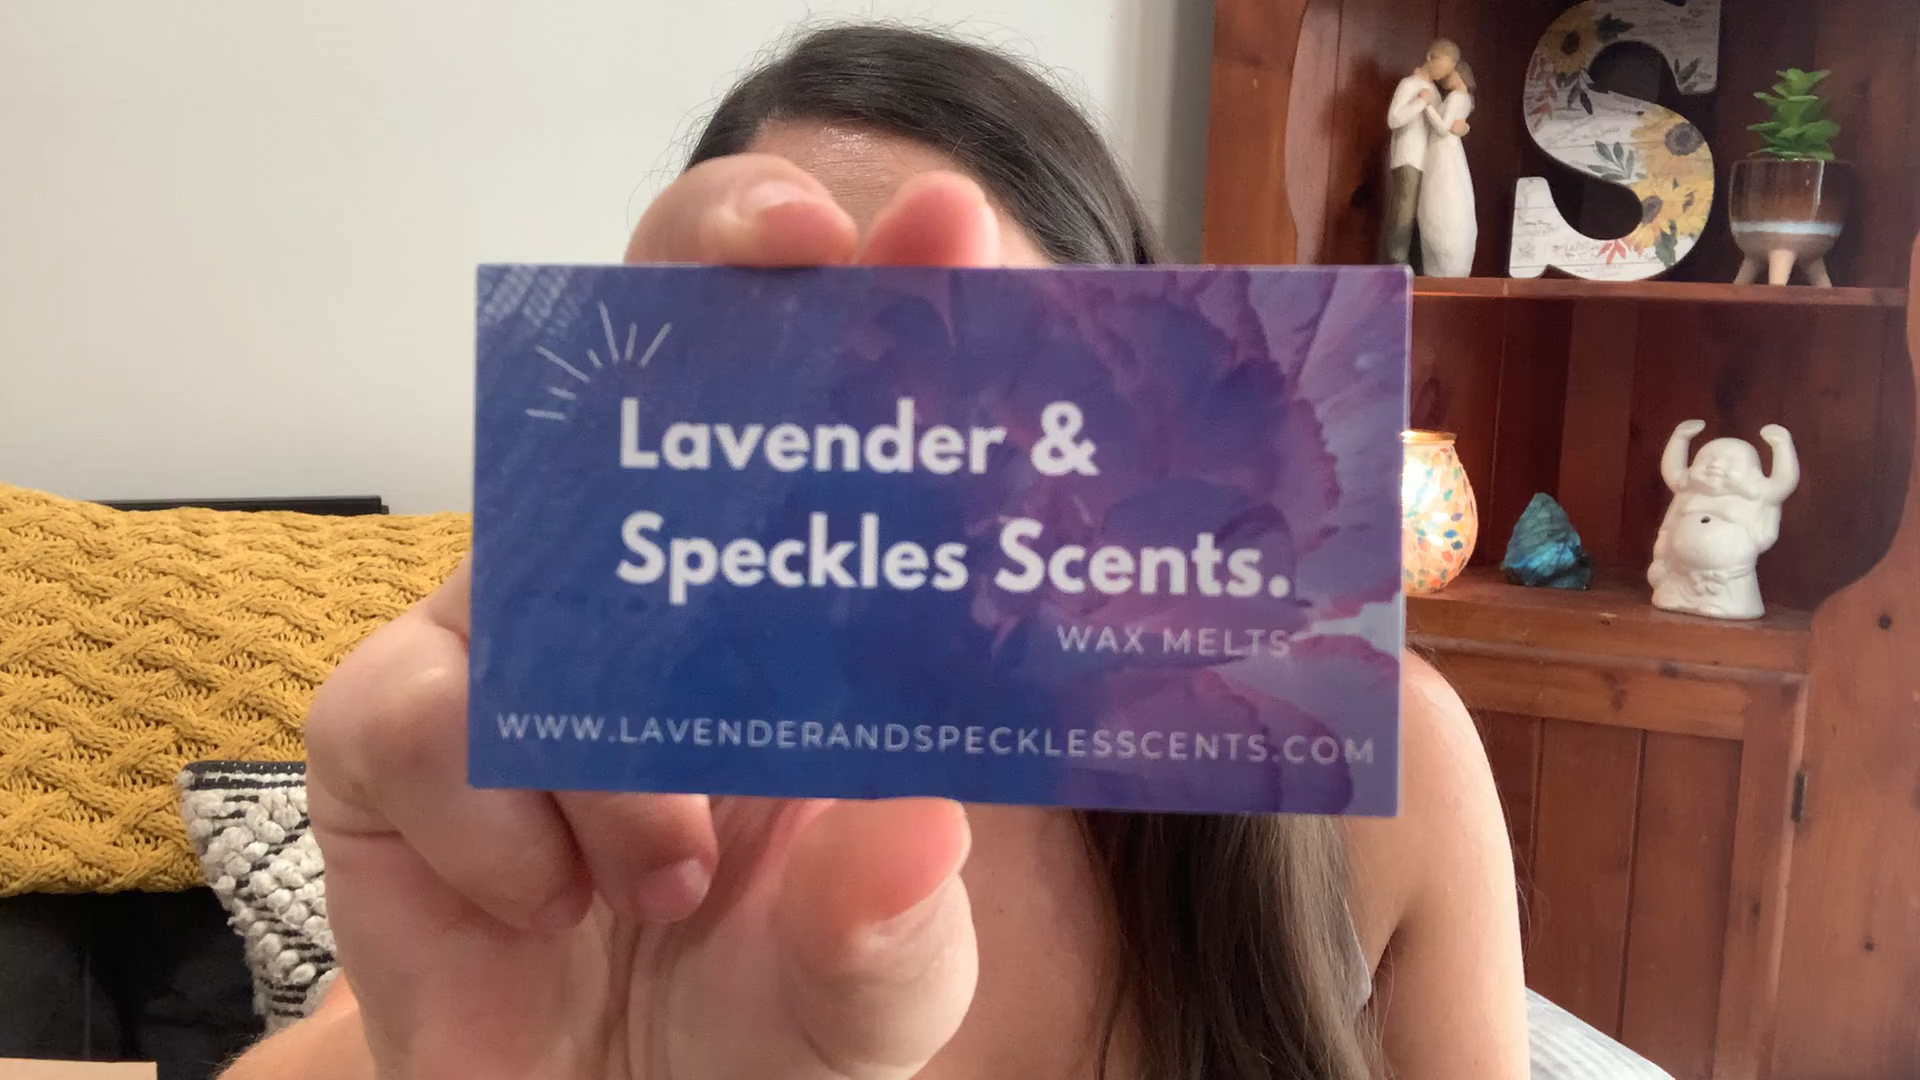 S
Lavender &
Speckles Scents.
WAX MELTS
WWW.LAVENDERANDSPECKLESSCENTS.COM